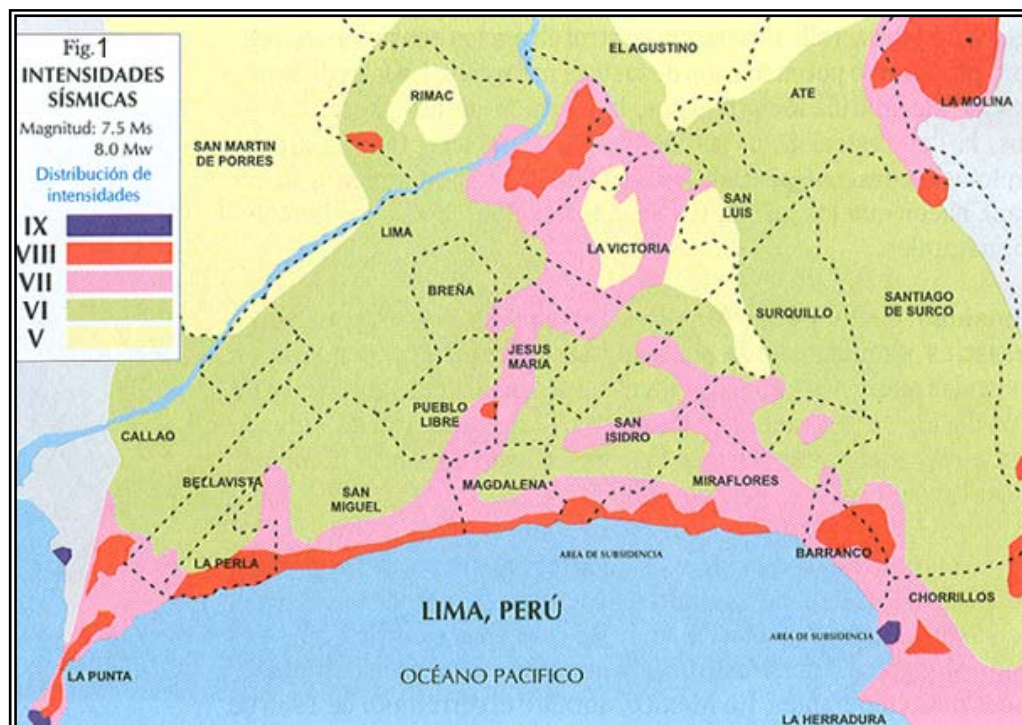 Fig.1
INTENSIDADES
SÍSMICAS
Magnitud: 7.5 Ms
8.0 Mw
Distribución de
intensidades
IX
VIII
VII
VI
V
EL AGUSTINO
RIMAC
ATE
LA MOLINA
SAN MARTIN
DE PORRES
SAN
LUIS
LIMA
LA VICTORIA
BREÑA
SURQUILLO
SANTIAGO
DE SURCO
JESUS
MARIA
PUEBLO
LIBRE
SAN
ISIDRO
CALLAO
BELLAVISTA
SAN
MIGUEL
MAGDALENA
MIRAFLORES
LA PERLA
AREA DE SUBSIDENCIA
BARRANCO
CHORRILLOS
LIMA, PERÚ
AREA DE SUBSIDENCIA
LA PUNTA
OCÉANO PACIFICO
LA HERRADURA